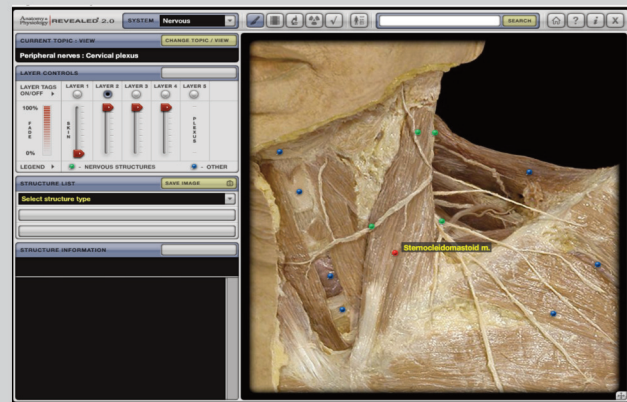 Anatomy & Physiology REVEALED 2.0 SYSTEM Nervous SEARCH ? i X
CURRENT TOPIC : VIEW CHANGE TOPIC / VIEW
Peripheral nerves : Cervical plexus
LAYER CONTROLS
LAYER TAGS ON/OFF LAYER 1 LAYER 2 LAYER 3 LAYER 4 LAYER 5
100%
FADE SKIN PLEXUS
0%
LEGEND - NERVOUS STRUCTURES - OTHER
STRUCTURE LIST SAVE IMAGE
Select structure type
STRUCTURE INFORMATION
Sternocleidomastoid m.